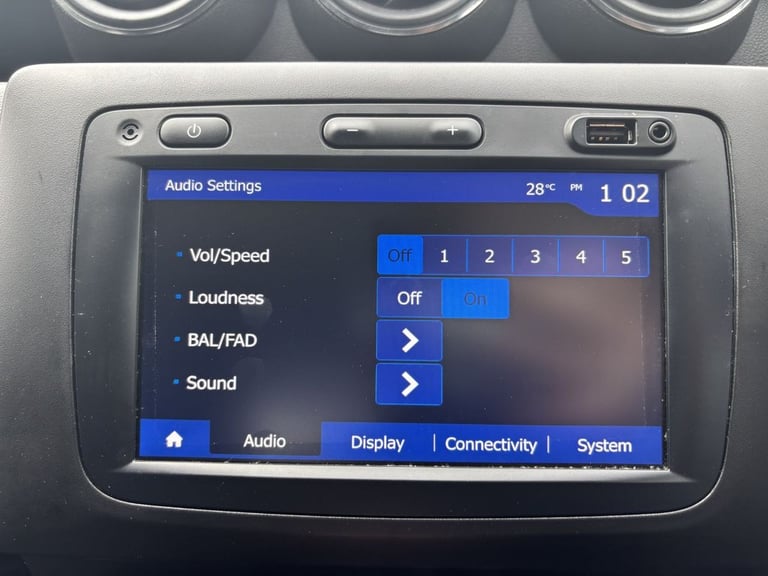 − +
Audio Settings 28°C PM 1 02
Vol/Speed Off 1 2 3 4 5
Loudness Off On
BAL/FAD
Sound
Audio Display Connectivity System